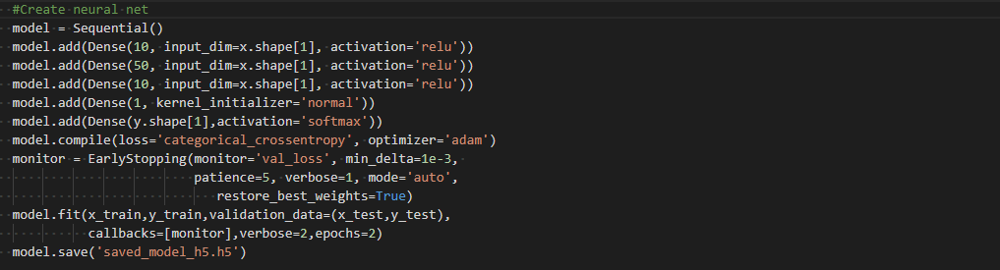 #Create neural net
model = Sequential()
model.add(Dense(10, input_dim=x.shape[1], activation='relu'))
model.add(Dense(50, input_dim=x.shape[1], activation='relu'))
model.add(Dense(10, input_dim=x.shape[1], activation='relu'))
model.add(Dense(1, kernel_initializer='normal'))
model.add(Dense(y.shape[1],activation='softmax'))
model.compile(loss='categorical_crossentropy', optimizer='adam')
monitor = EarlyStopping(monitor='val_loss', min_delta=1e-3,
patience=5, verbose=1, mode='auto',
restore_best_weights=True)
model.fit(x_train,y_train,validation_data=(x_test,y_test),
callbacks=[monitor],verbose=2,epochs=2)
model.save('saved_model_h5.h5')